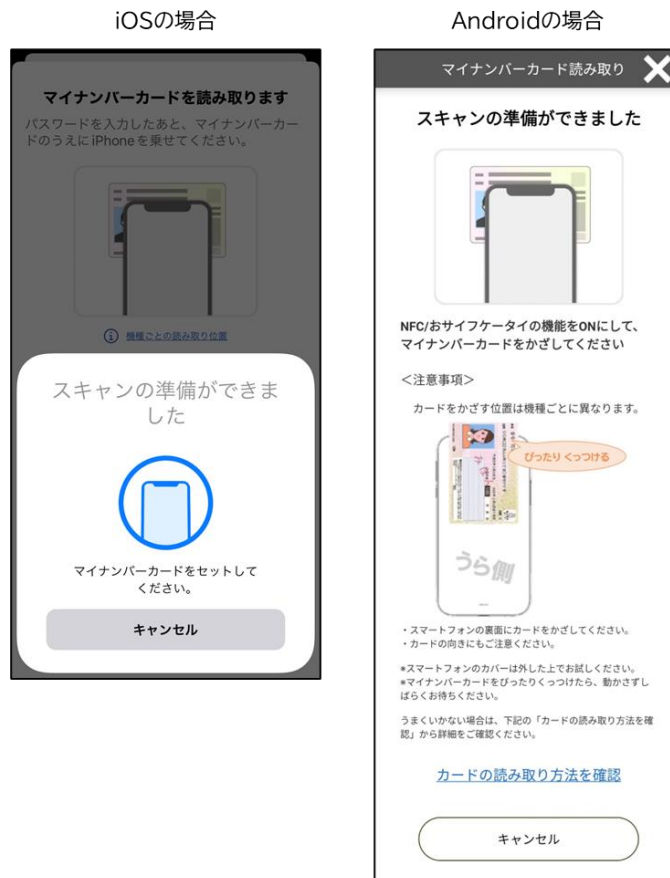 iOSの場合
マイナンバーカードを読み取ります
パスワードを入力したあと、マイナンバーカー
ドのうえにiPhoneを乗せてください。
機種ごとの読み取り位置
スキャンの準備ができま
した
マイナンバーカードをセットして
ください。
キャンセル
Androidの場合
マイナンバーカード読み取り
スキャンの準備ができました
NFC/おサイフケータイの機能をONにして、
マイナンバーカードをかざしてください
＜注意事項＞
カードをかざす位置は機種ごとに異なります。
ぴったりくっつける
うら側
・スマートフォンの裏面にカードをかざしてください。
・カードの向きにもご注意ください。
※スマートフォンのカバーは外した上でお試しください。
※マイナンバーカードをぴったりくっつけたら、動かさずし
ばらくお待ちください。
うまくいかない場合は、下記の「カードの読み取り方法を確
認」から詳細をご確認ください。
カードの読み取り方法を確認
キャンセル